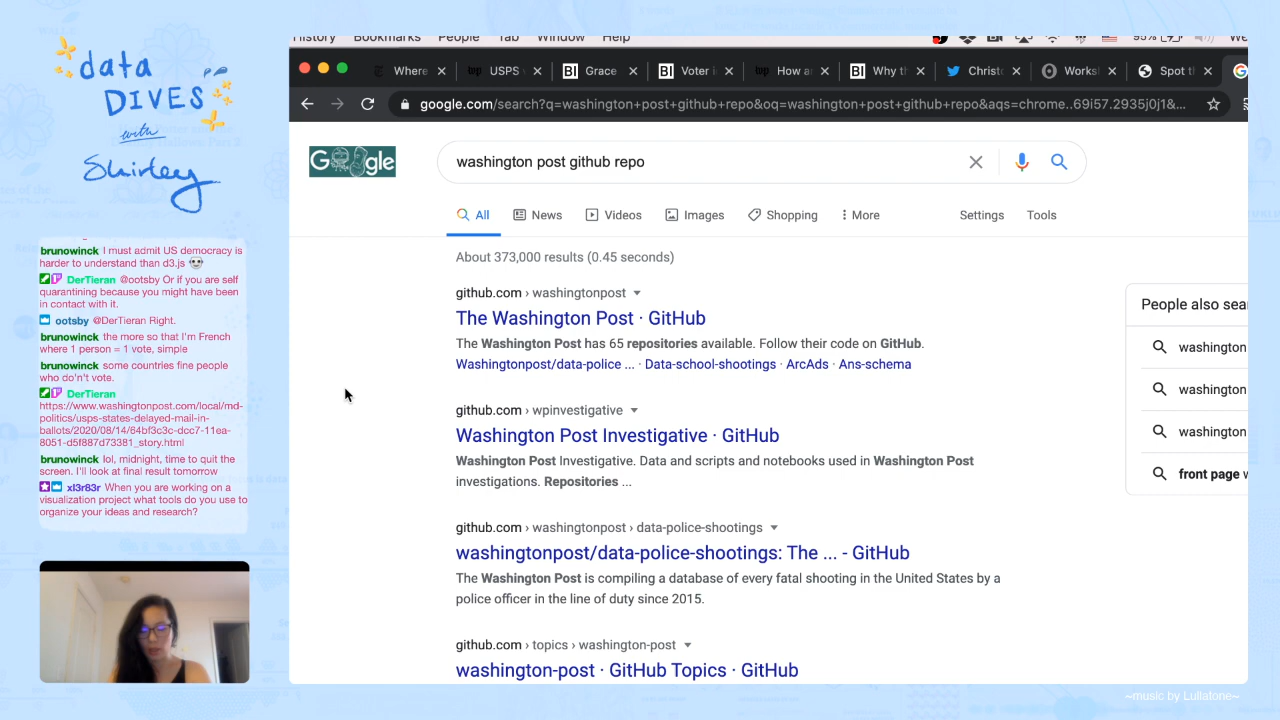 data
DIVES
with
Shirley
brunowinck I must admit US democracy is
harder to understand than d3.js
DerTieran @ootsby Or if you are self
quarantining because you might have been
in contact with it.
ootsby @DerTieran Right.
brunowinck the more so that I'm French
where 1 person = 1 vote, simple
brunowinck some countries fine people
who do'n't vote.
DerTieran
https://www.washingtonpost.com/local/md-
politics/usps-states-delayed-mail-in-
ballots/2020/08/14/64bf3c3c-dcc7-11ea-
8051-d5f887d73381_story.html
brunowinck lol, midnight, time to quit the
screen. I'll look at final result tomorrow
xl3r83r When you are working on a
visualization project what tools do you use to
organize your ideas and research?
History Bookmarks People Tab Window Help 95%
Where USPS BI Grace BI Voter How a BI Why th Christo Works Spot th
google.com/search?q=washington+post+github+repo&oq=washington+post+github+repo&aqs=chrome..69i57.2935j0j1&...
Google
washington post github repo
All News Videos Images Shopping More Settings Tools
About 373,000 results (0.45 seconds)
github.com › washingtonpost
The Washington Post · GitHub
The Washington Post has 65 repositories available. Follow their code on GitHub.
Washingtonpost/data-police ... · Data-school-shootings · ArcAds · Ans-schema
github.com › wpinvestigative
Washington Post Investigative · GitHub
Washington Post Investigative. Data and scripts and notebooks used in Washington Post
investigations. Repositories ...
github.com › washingtonpost › data-police-shootings
washingtonpost/data-police-shootings: The ... - GitHub
The Washington Post is compiling a database of every fatal shooting in the United States by a
police officer in the line of duty since 2015.
github.com › topics › washington-post
washington-post · GitHub Topics · GitHub
People also sea
washington
washington
washington
front page w
~music by Lullatone~